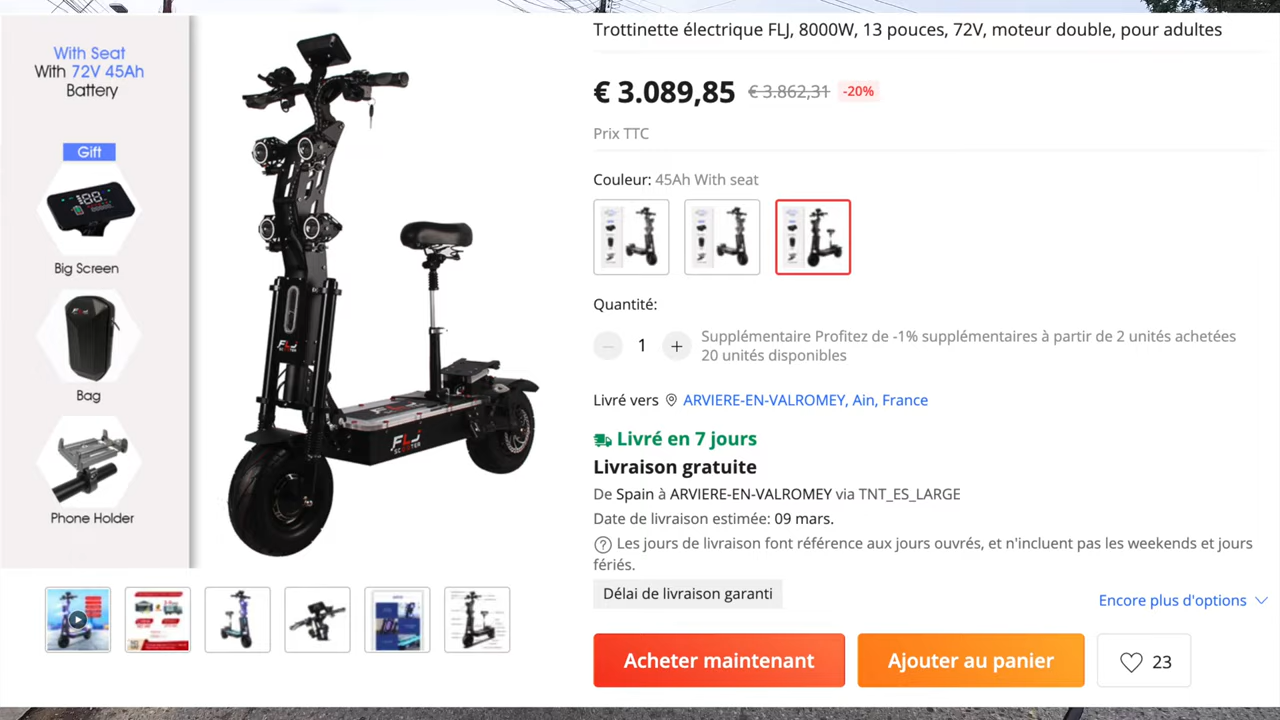 With Seat
With 72V 45Ah
Battery
Gift
88
Big Screen
Bag
Phone Holder
FLJ
SCOOTER
FLJ
SCOOTER
Trottinette électrique FLJ, 8000W, 13 pouces, 72V, moteur double, pour adultes
€ 3.089,85 € 3.862,31 -20%
Prix TTC
Couleur: 45Ah With seat
Quantité:
1
Supplémentaire Profitez de -1% supplémentaires à partir de 2 unités achetées
20 unités disponibles
Livré vers ARVIERE-EN-VALROMEY, Ain, France
Livré en 7 jours
Livraison gratuite
De Spain à ARVIERE-EN-VALROMEY via TNT_ES_LARGE
Date de livraison estimée: 09 mars.
Les jours de livraison font référence aux jours ouvrés, et n'incluent pas les weekends et jours
fériés.
Délai de livraison garanti
Encore plus d'options
Acheter maintenant
Ajouter au panier
23